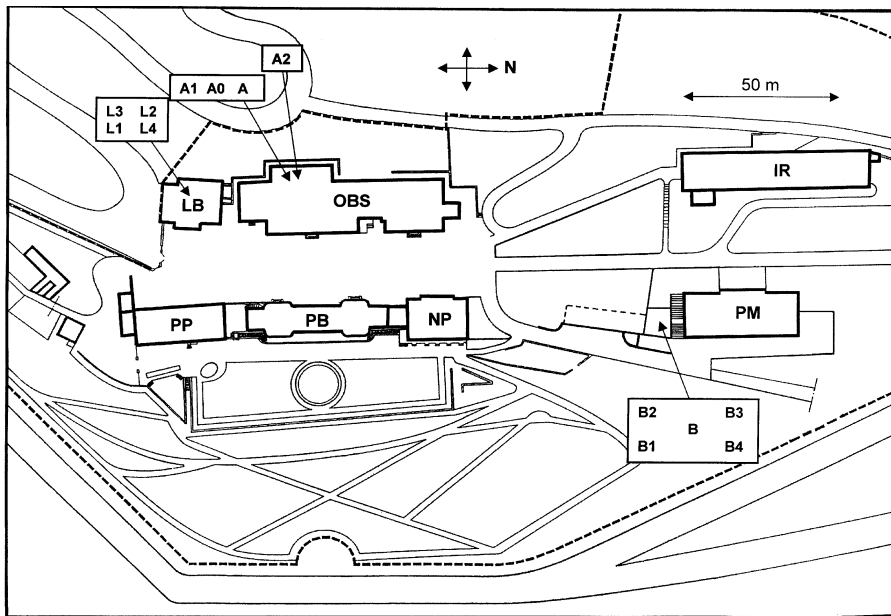 A2
N
A1 A0 A
50 m
L3 L2
L1 L4
IR
LB
OBS
PP
PB
NP
PM
B2 B3
B
B1 B4